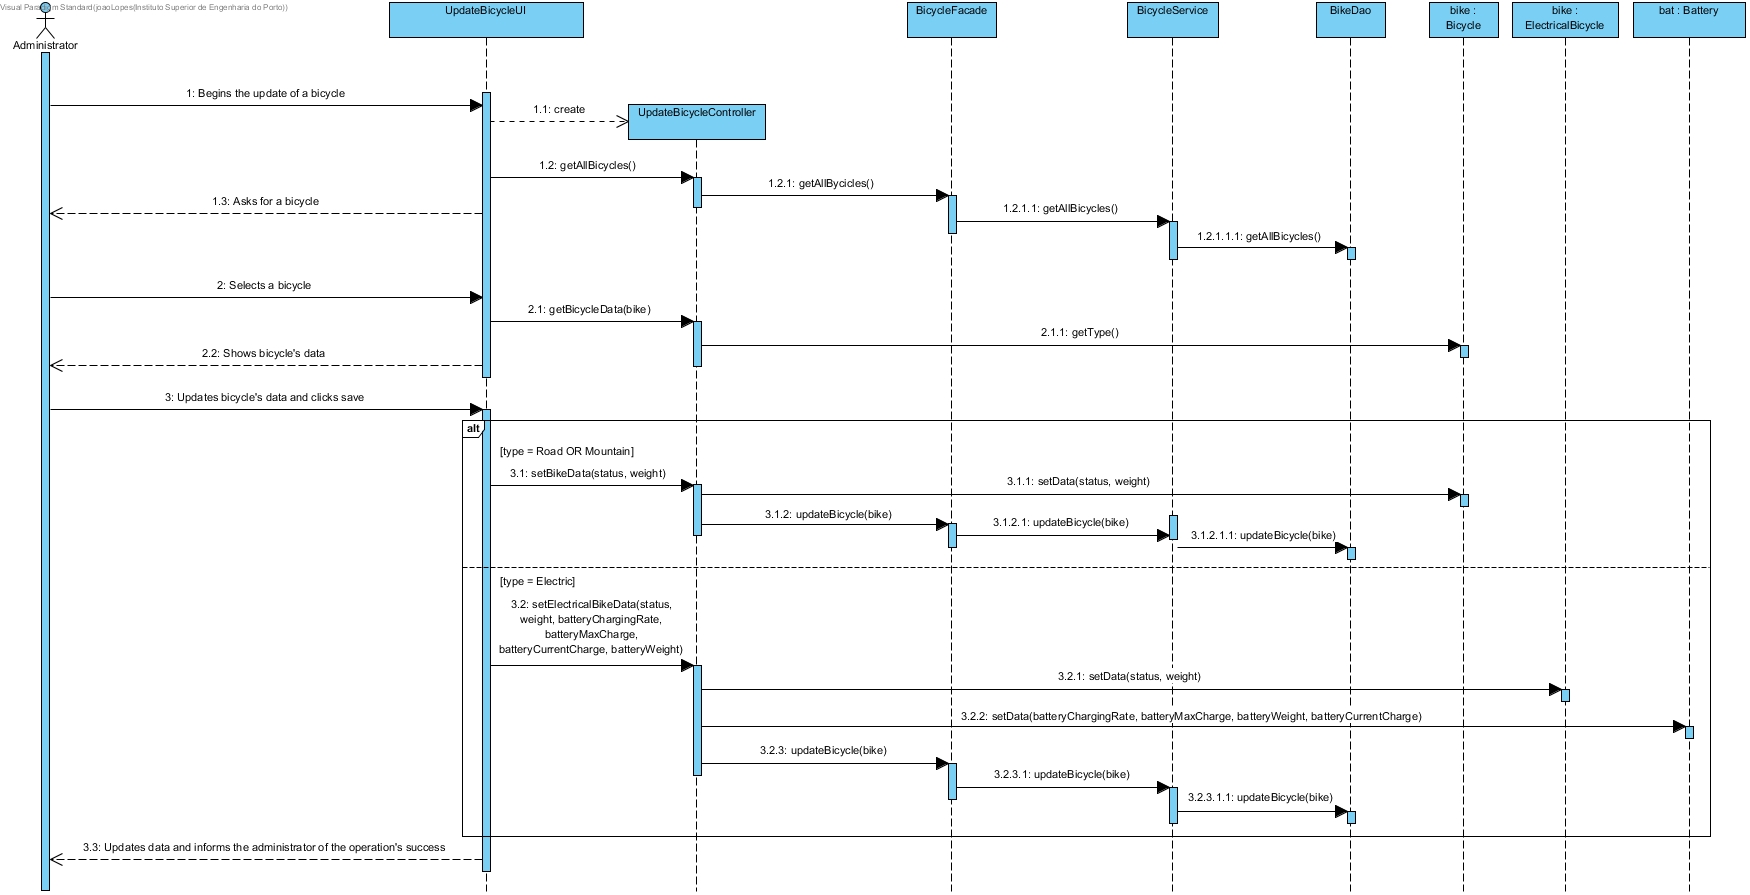 Visual Paradigm Standard(joaoLopes(Instituto Superior de Engenharia do Porto))
Administrator
UpdateBicycleUI
BicycleFacade
BicycleService
BikeDao
bike :
Bicycle
bike :
ElectricalBicycle
bat : Battery
1: Begins the update of a bicycle
1.1: create
UpdateBicycleController
1.2: getAllBicycles()
1.2.1: getAllBycicles()
1.3: Asks for a bicycle
1.2.1.1: getAllBicycles()
1.2.1.1.1: getAllBicycles()
2: Selects a bicycle
2.1: getBicycleData(bike)
2.1.1: getType()
2.2: Shows bicycle's data
3: Updates bicycle's data and clicks save
alt
[type = Road OR Mountain]
3.1: setBikeData(status, weight)
3.1.1: setData(status, weight)
3.1.2: updateBicycle(bike)
3.1.2.1: updateBicycle(bike)
3.1.2.1.1: updateBicycle(bike)
[type = Electric]
3.2: setElectricalBikeData(status,
weight, batteryChargingRate,
batteryMaxCharge,
batteryCurrentCharge, batteryWeight)
3.2.1: setData(status, weight)
3.2.2: setData(batteryChargingRate, batteryMaxCharge, batteryWeight, batteryCurrentCharge)
3.2.3: updateBicycle(bike)
3.2.3.1: updateBicycle(bike)
3.2.3.1.1: updateBicycle(bike)
3.3: Updates data and informs the administrator of the operation's success